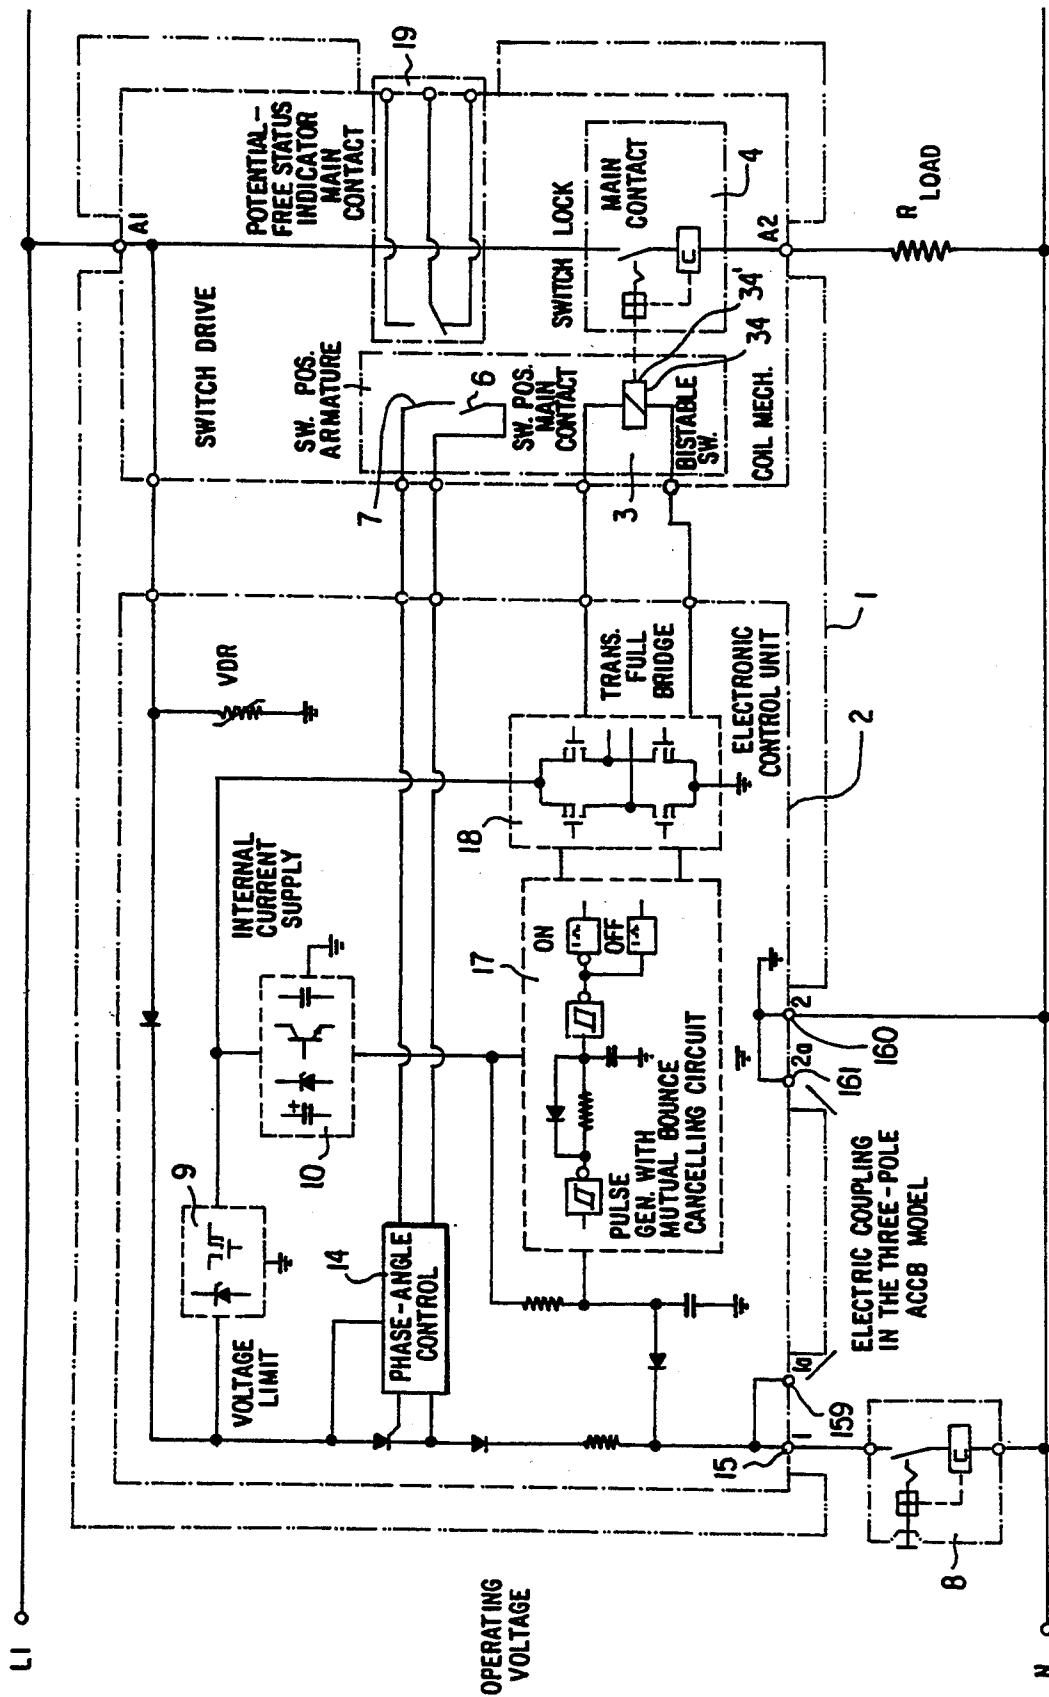 L1
OPERATING
VOLTAGE
N
A1
SWITCH DRIVE
POTENTIAL-
FREE STATUS
INDICATOR
MAIN
CONTACT
19
SW. POS.
ARMATURE
7
6
SW. POS.
MAIN
CONTACT
SWITCH LOCK
MAIN
CONTACT
4
34'
34
3
BISTABLE
SW.
COIL MECH.
A2
R LOAD
VDR
INTERNAL
CURRENT
SUPPLY
10
9
VOLTAGE
LIMIT
14
PHASE-ANGLE
CONTROL
18
TRANS.
FULL
BRIDGE
ELECTRONIC
CONTROL UNIT
1
2
17
ON
OFF
PULSE
GEN. WITH
MUTUAL BOUNCE
CANCELLING CIRCUIT
2
160
2a
161
ELECTRIC COUPLING
IN THE THREE-POLE
ACCB MODEL
1a
159
1
15
8
C
C
+